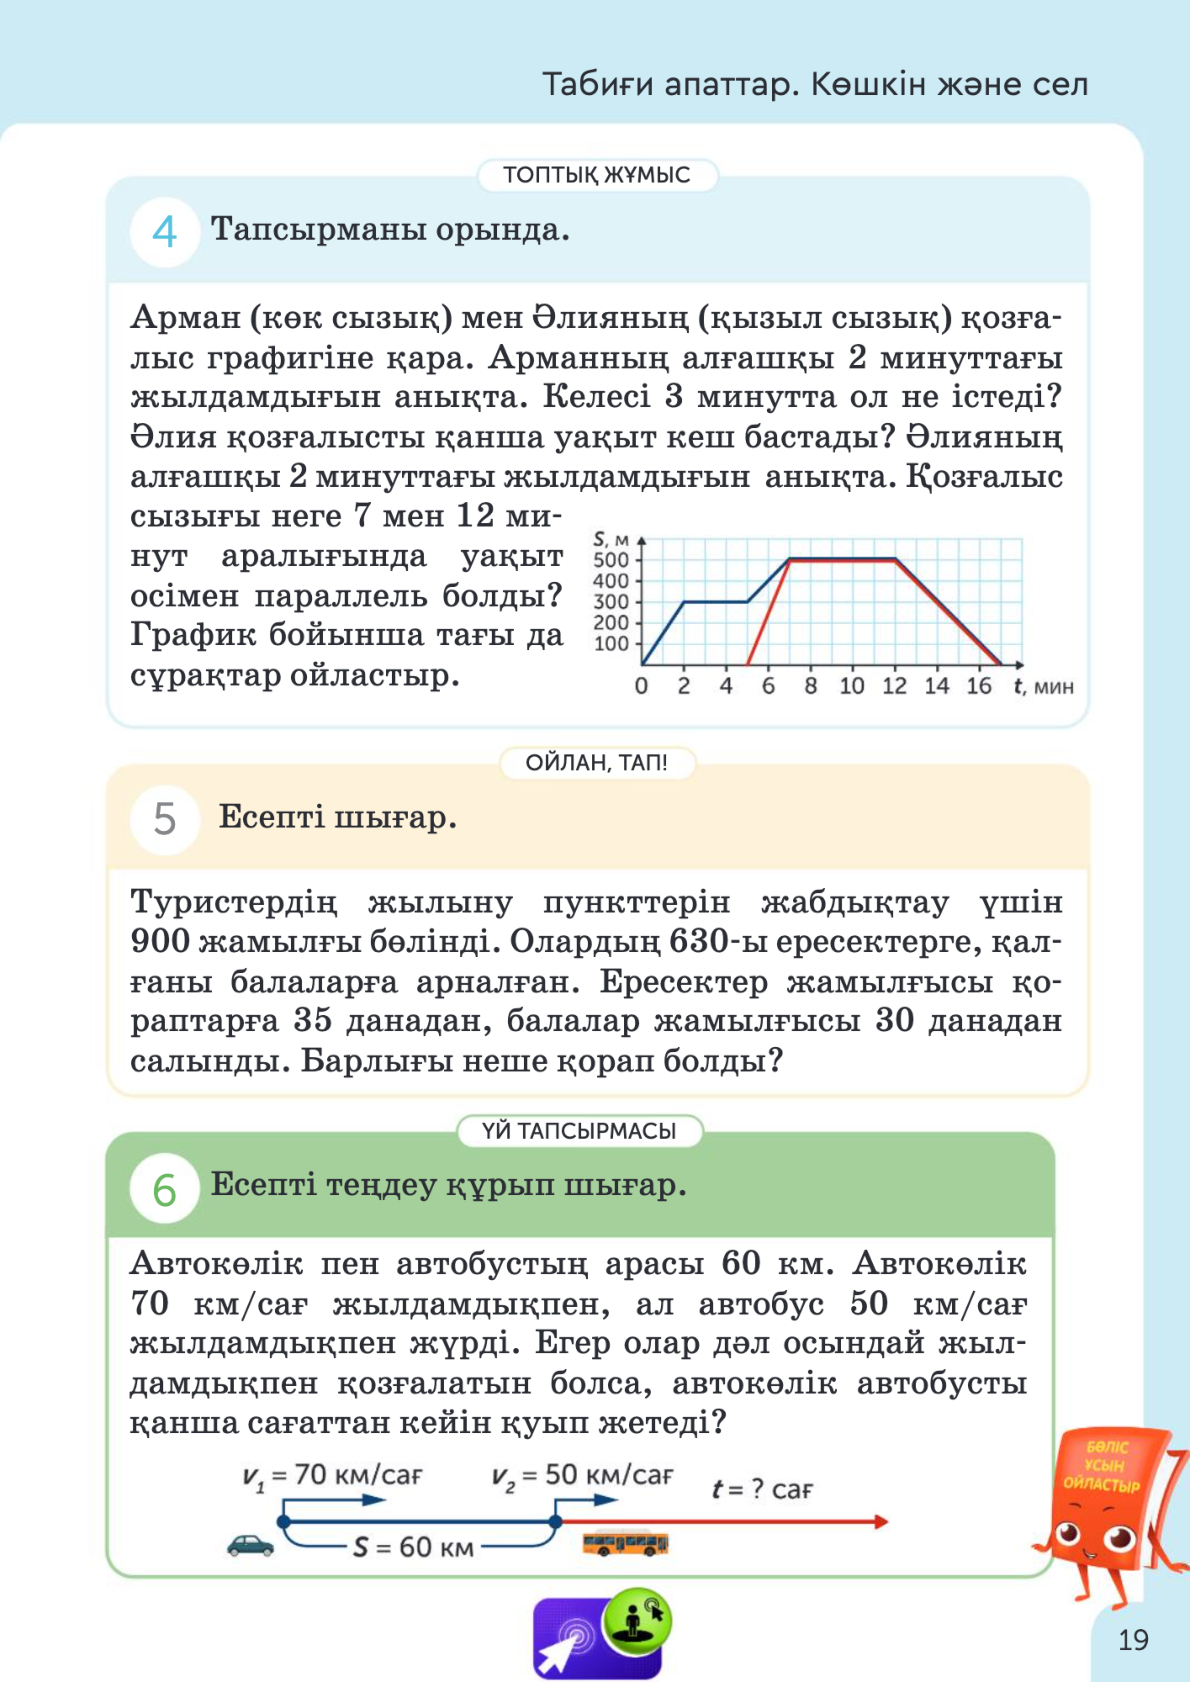 Табиғи апаттар. Көшкін және сел
ТОПТЫҚ ЖҰМЫС
4 Тапсырманы орында.
Арман (көк сызық) мен Әлияның (қызыл сызық) қозға-
лыс графигіне қара. Арманның алғашқы 2 минуттағы
жылдамдығын анықта. Келесі 3 минутта ол не істеді?
Әлия қозғалысты қанша уақыт кеш бастады? Әлияның
алғашқы 2 минуттағы жылдамдығын анықта. Қозғалыс
сызығы неге 7 мен 12 ми-
нут аралығында уақыт
осімен параллель болды?
График бойынша тағы да
сұрақтар ойластыр.
S, м
500
400
300
200
100
0 2 4 6 8 10 12 14 16 t, мин
ОЙЛАН, ТАП!
5 Есепті шығар.
Туристердің жылыну пункттерін жабдықтау үшін
900 жамылғы бөлінді. Олардың 630-ы ересектерге, қал-
ғаны балаларға арналған. Ересектер жамылғысы қо-
раптарға 35 данадан, балалар жамылғысы 30 данадан
салынды. Барлығы неше қорап болды?
ҮЙ ТАПСЫРМАСЫ
6 Есепті теңдеу құрып шығар.
Автокөлік пен автобустың арасы 60 км. Автокөлік
70 км/сағ жылдамдықпен, ал автобус 50 км/сағ
жылдамдықпен жүрді. Егер олар дәл осындай жыл-
дамдықпен қозғалатын болса, автокөлік автобусты
қанша сағаттан кейін қуып жетеді?
v₁ = 70 км/сағ v₂ = 50 км/сағ t = ? сағ
S = 60 км
БӨЛІС
ҰСЫН
ОЙЛАСТЫР
19